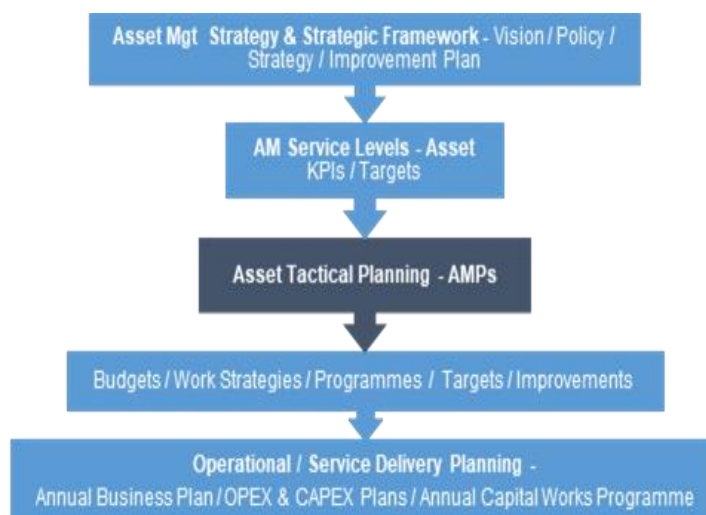 Asset Mgt Strategy & Strategic Framework - Vision / Policy /
Strategy / Improvement Plan
AM Service Levels - Asset
KPIs / Targets
Asset Tactical Planning - AMPs
Budgets / Work Strategies / Programmes / Targets / Improvements
Operational / Service Delivery Planning -
Annual Business Plan / OPEX & CAPEX Plans / Annual Capital Works Programme